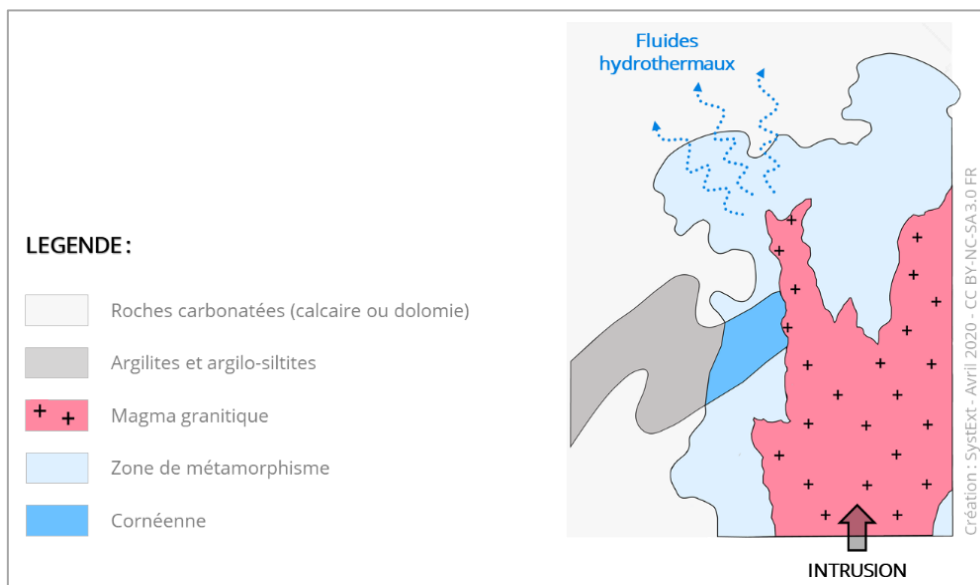 Fluides
hydrothermaux
LEGENDE :
Roches carbonatées (calcaire ou dolomie)
Argilites et argilo-siltites
Magma granitique
Zone de métamorphisme
Cornéenne
INTRUSION
Création : SystExt - Avril 2020 - CC BY-NC-SA 3.0 FR